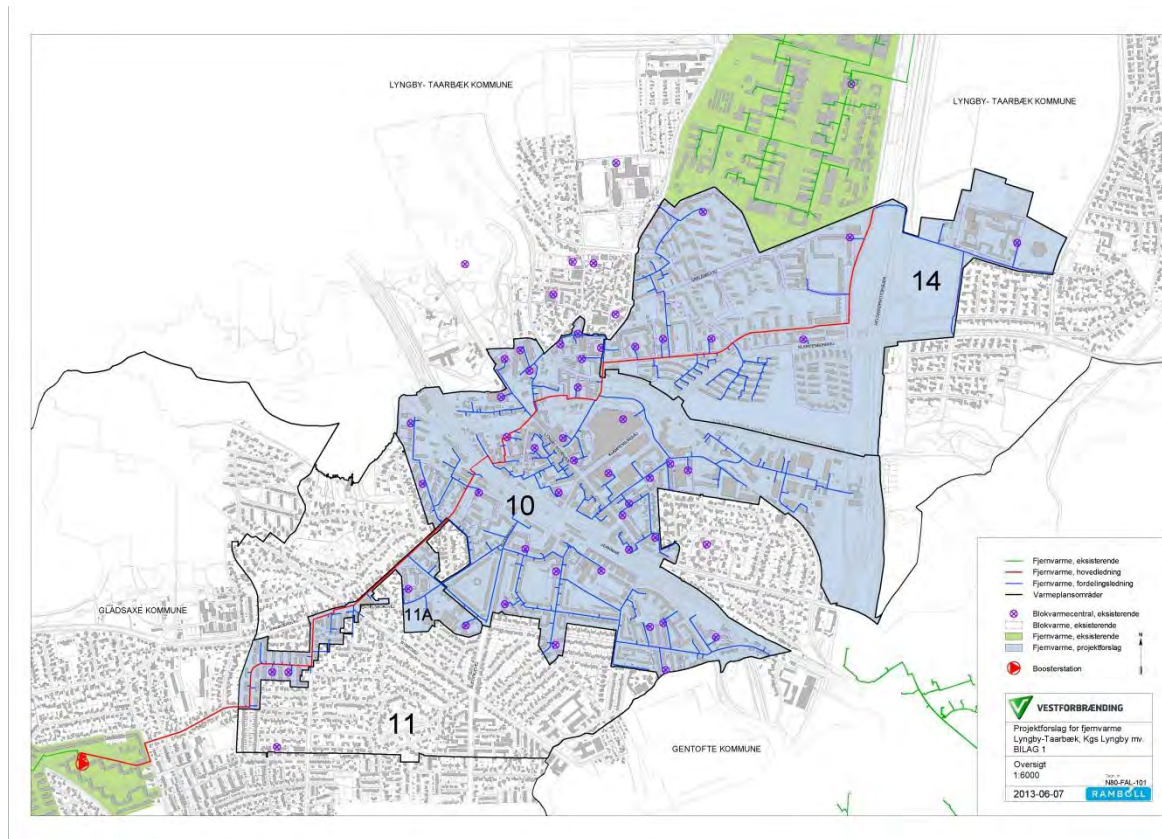 LYNGBY- TAARBÆK KOMMUNE
LYNGBY- TAARBÆK KOMMUNE
14
10
11A
GLADSAXE KOMMUNE
11
GENTOFTE KOMMUNE
Fjernvarme, eksisterende
Fjernvarme, hovedledning
Fjernvarme, fordelingsledning
Varmeplansområder
Blokvarmecentral, eksisterende
Blokvarme, eksisterende
Fjernvarme, eksisterende
Fjernvarme, projektforslag
Boosterstation
N
VESTFORBRÆNDING
Projektforslag for fjernvarme
Lyngby-Taarbæk, Kgs Lyngby mv.
BILAG 1
Oversigt
1:6000
N80-FAL-101
2013-06-07
RAMBOLL